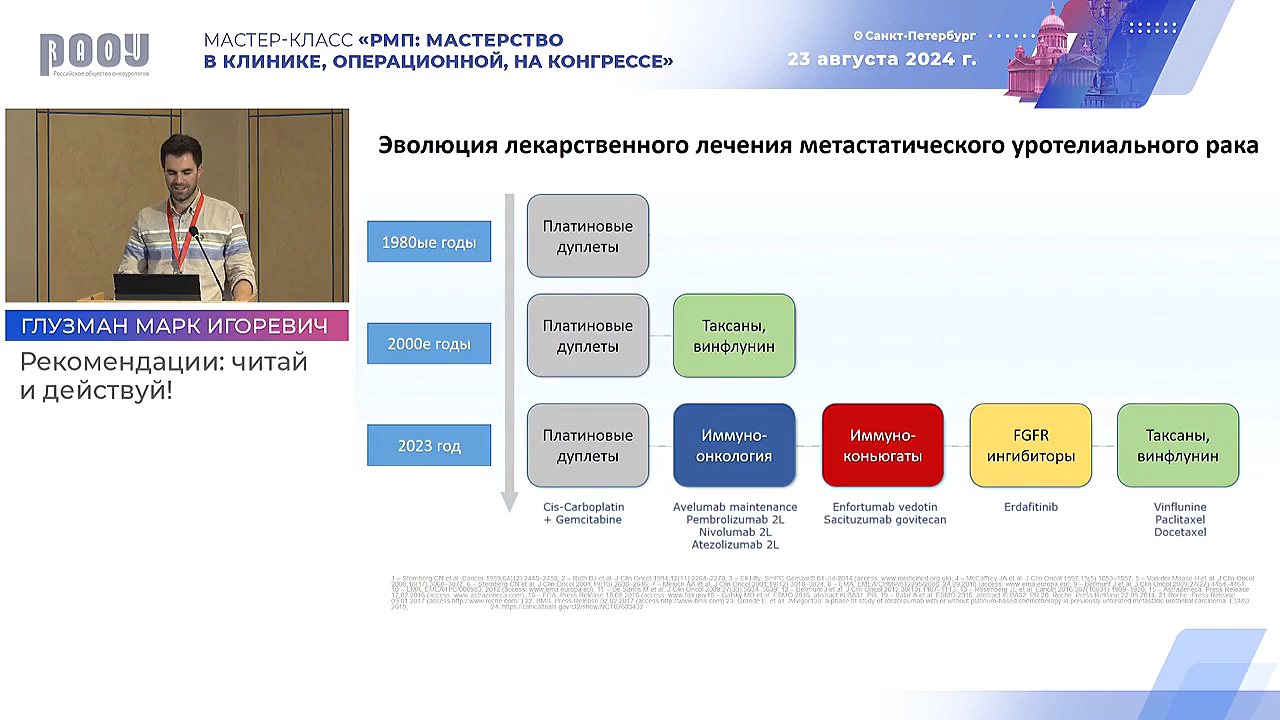 РАОУ
Российское общество онкоурологов
МАСТЕР-КЛАСС «РМП: МАСТЕРСТВО
В КЛИНИКЕ, ОПЕРАЦИОННОЙ, НА КОНГРЕССЕ»
Санкт-Петербург
23 августа 2024 г.
ГЛУЗМАН МАРК ИГОРЕВИЧ
Рекомендации: читай
и действуй!
Эволюция лекарственного лечения метастатического уротелиального рака
1980ые годы
Платиновые
дуплеты
2000е годы
Платиновые
дуплеты
Таксаны,
винфлунин
2023 год
Платиновые
дуплеты
Иммуно-
онкология
Иммуно-
коньюгаты
FGFR
ингибиторы
Таксаны,
винфлунин
Cis-Carboplatin
+ Gemcitabine
Avelumab maintenance
Pembrolizumab 2L
Nivolumab 2L
Atezolizumab 2L
Enfortumab vedotin
Sacituzumab govitecan
Erdafitinib
Vinflunine
Paclitaxel
Docetaxel